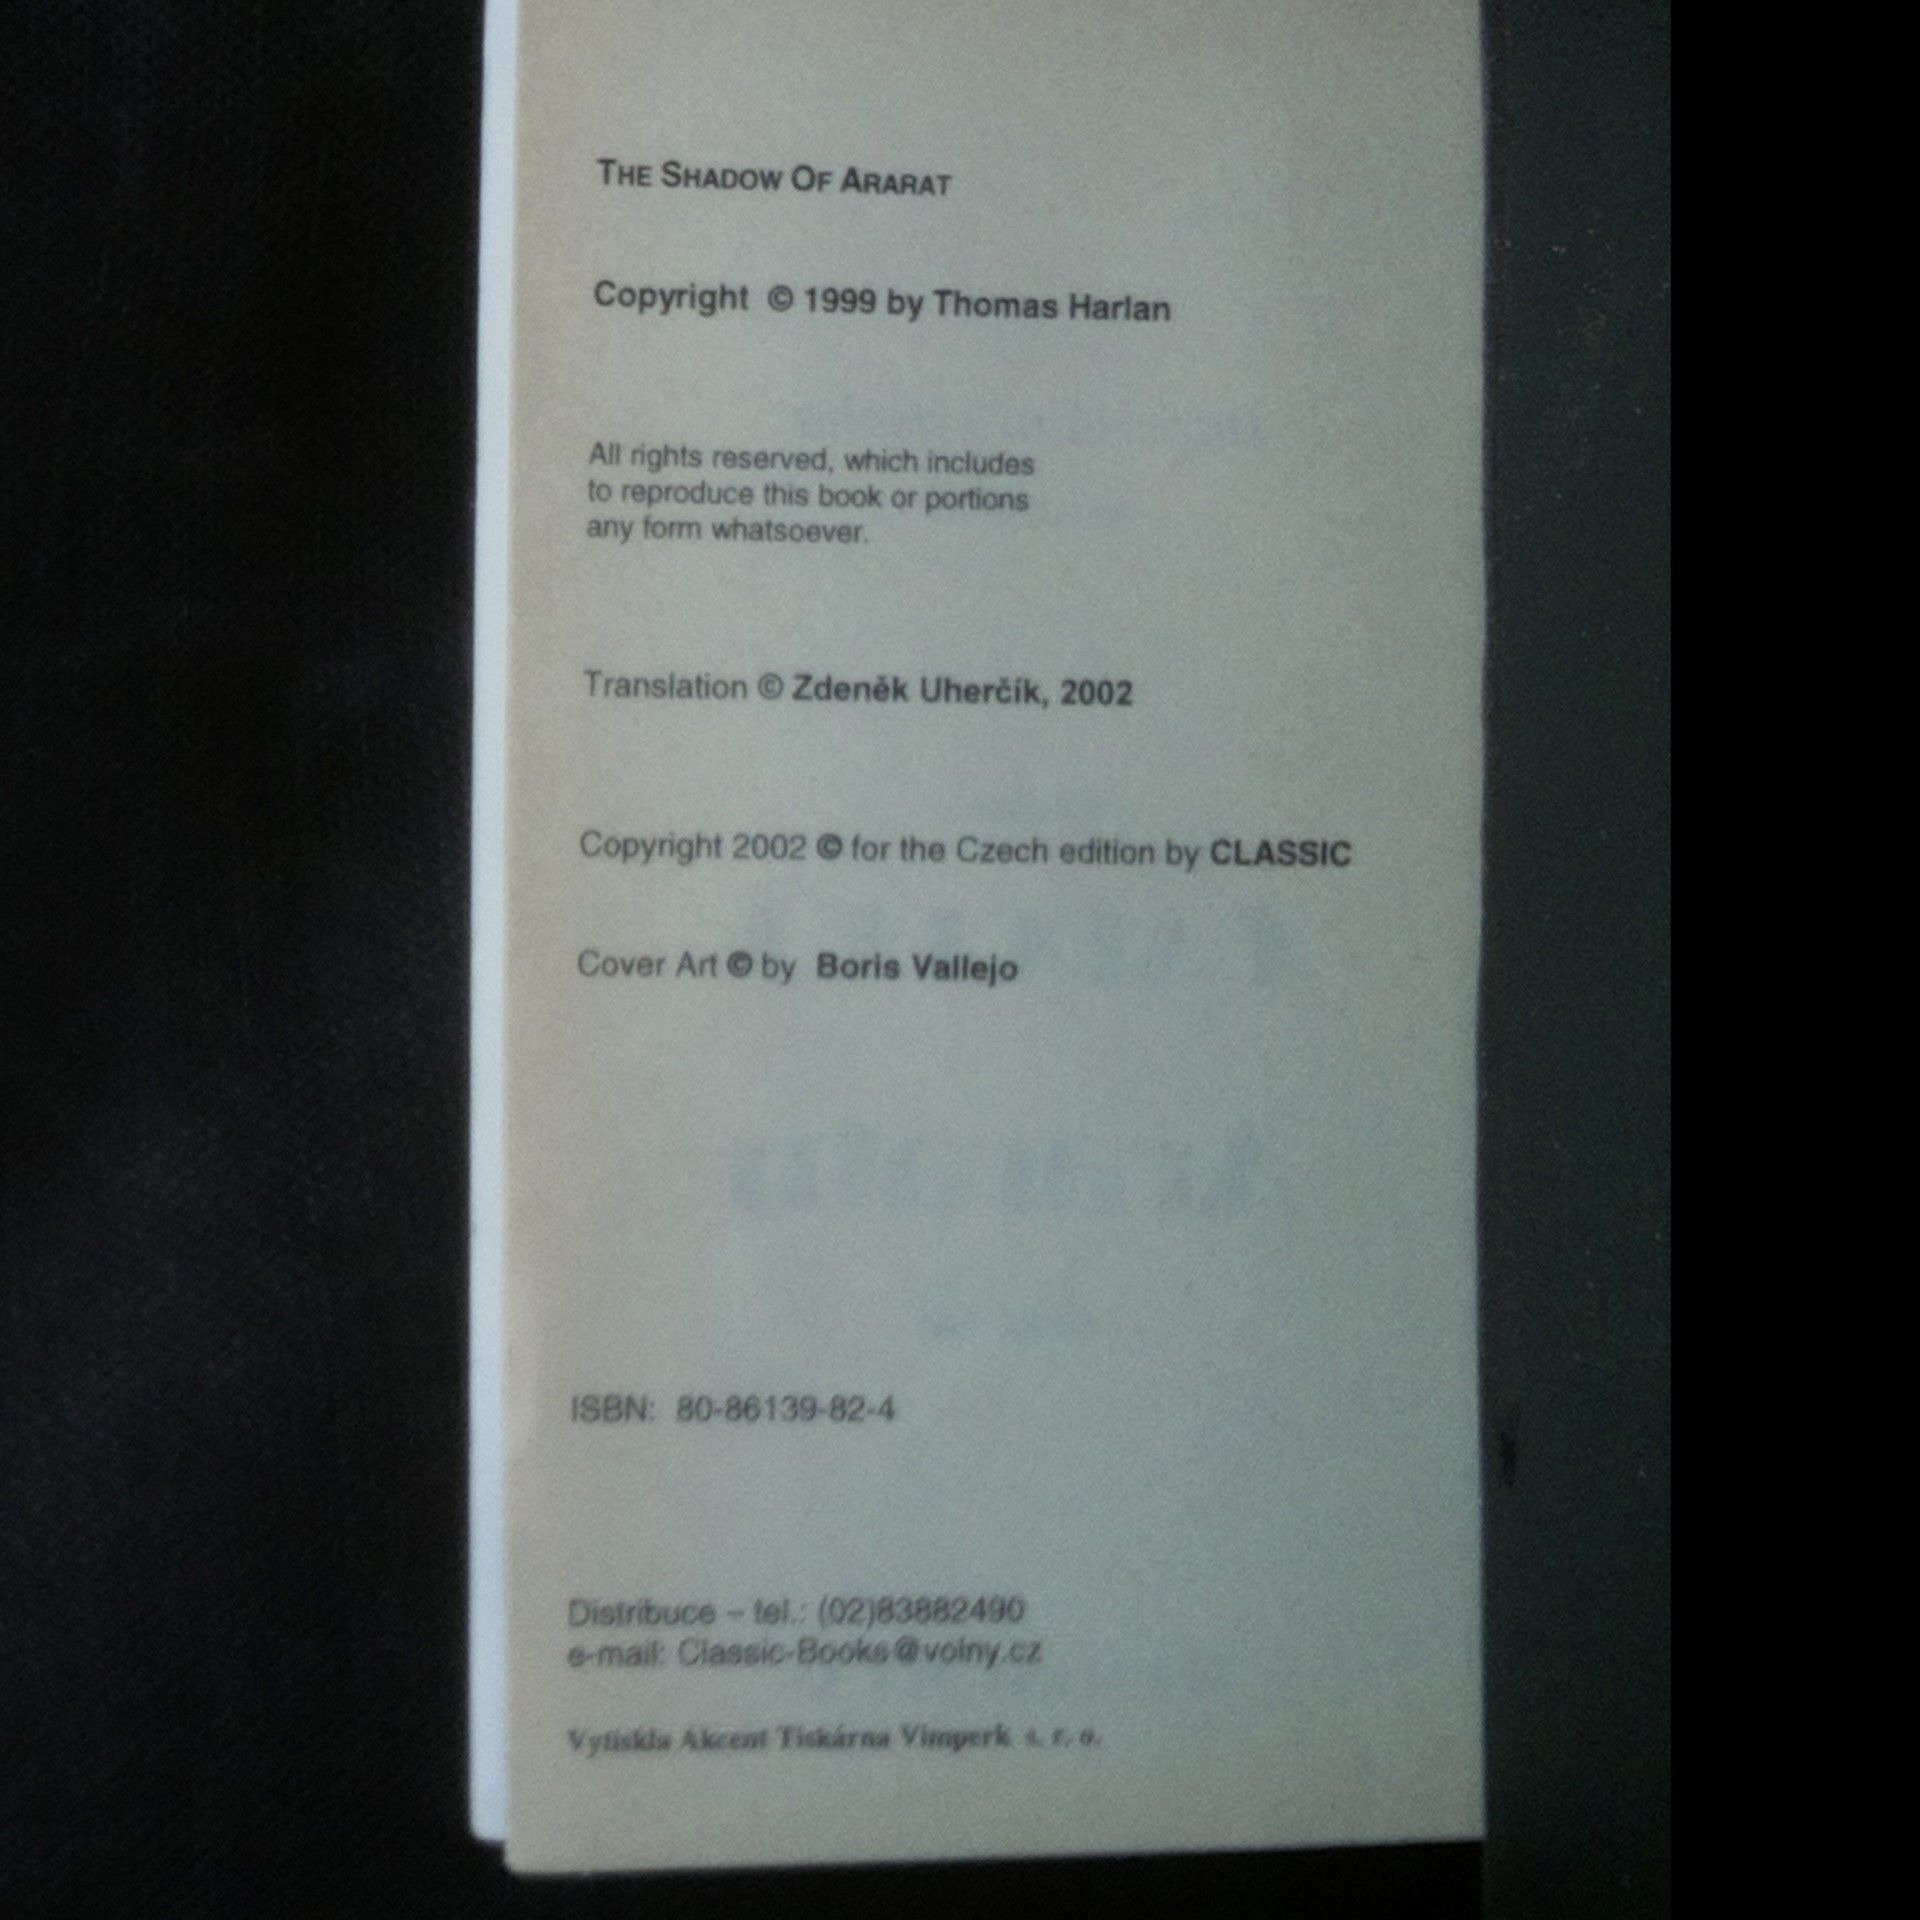 THE SHADOW OF ARARAT
Copyright © 1999 by Thomas Harlan
All rights reserved, which includes
to reproduce this book or portions
any form whatsoever.
Translation © Zdeněk Uherčík, 2002
Copyright 2002 © for the Czech edition by CLASSIC
Cover Art © by Boris Vallejo
ISBN: 80-86139-82-4
Distribuce – tel.: (02)83882490
e-mail: Classic-Books@volny.cz
Vytiskla Akcent Tiskárna Vimperk s. r. o.